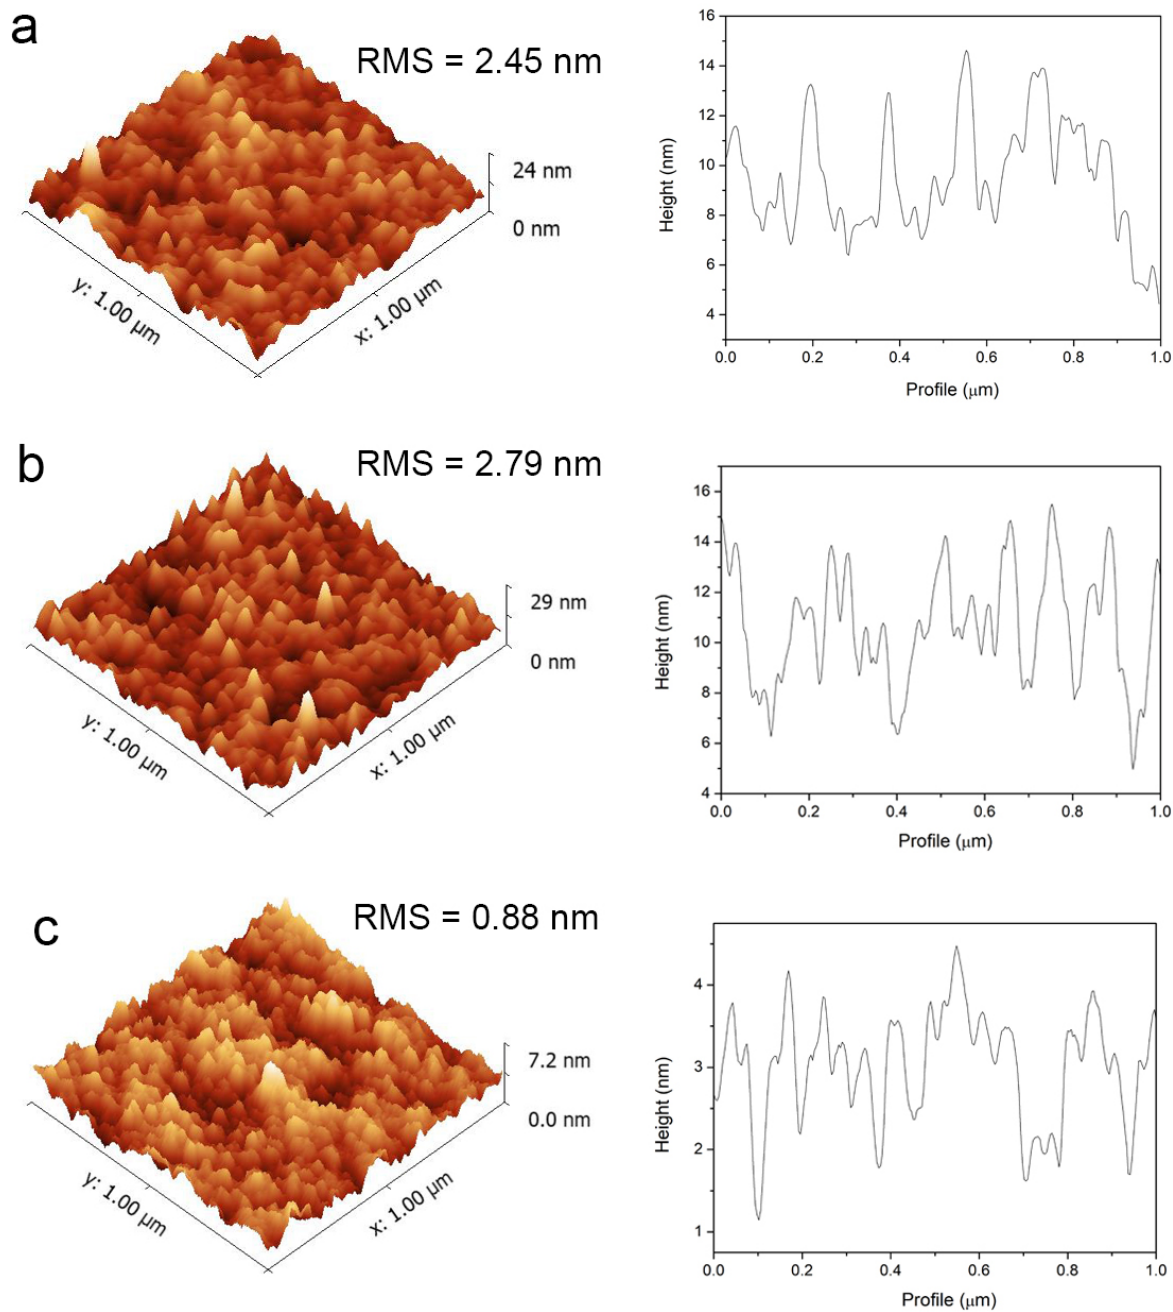 a
RMS = 2.45 nm
24 nm
0 nm
y: 1.00 µm
x: 1.00 µm
Height (nm)
16
14
12
10
8
6
4
0.0 0.2 0.4 0.6 0.8 1.0
Profile (µm)
b
RMS = 2.79 nm
29 nm
0 nm
y: 1.00 µm
x: 1.00 µm
Height (nm)
16
14
12
10
8
6
4
0.0 0.2 0.4 0.6 0.8 1.0
Profile (µm)
c
RMS = 0.88 nm
7.2 nm
0.0 nm
y: 1.00 µm
x: 1.00 µm
Height (nm)
4
3
2
1
0.0 0.2 0.4 0.6 0.8 1.0
Profile (µm)